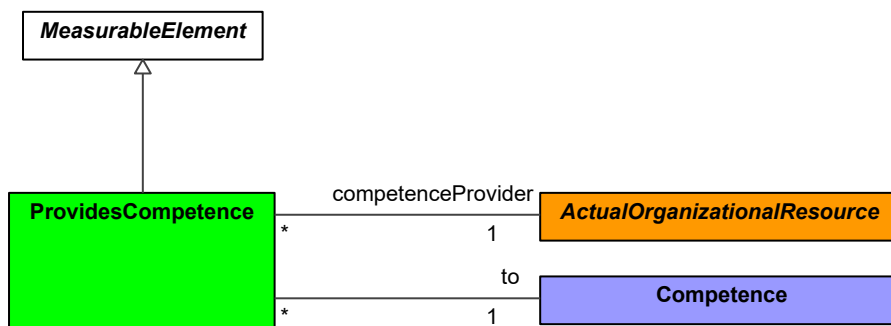 MeasurableElement
ProvidesCompetence
competenceProvider
ActualOrganizationalResource
* 1
to
Competence
* 1